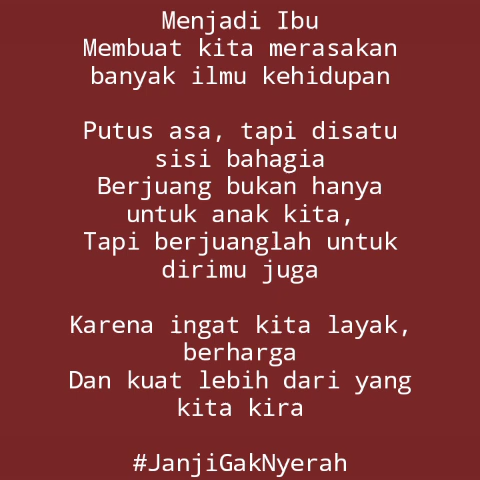 Menjadi Ibu
Membuat kita merasakan
banyak ilmu kehidupan
Putus asa, tapi disatu
sisi bahagia
Berjuang bukan hanya
untuk anak kita,
Tapi berjuanglah untuk
dirimu juga
Karena ingat kita layak,
berharga
Dan kuat lebih dari yang
kita kira
#JanjiGakNyerah